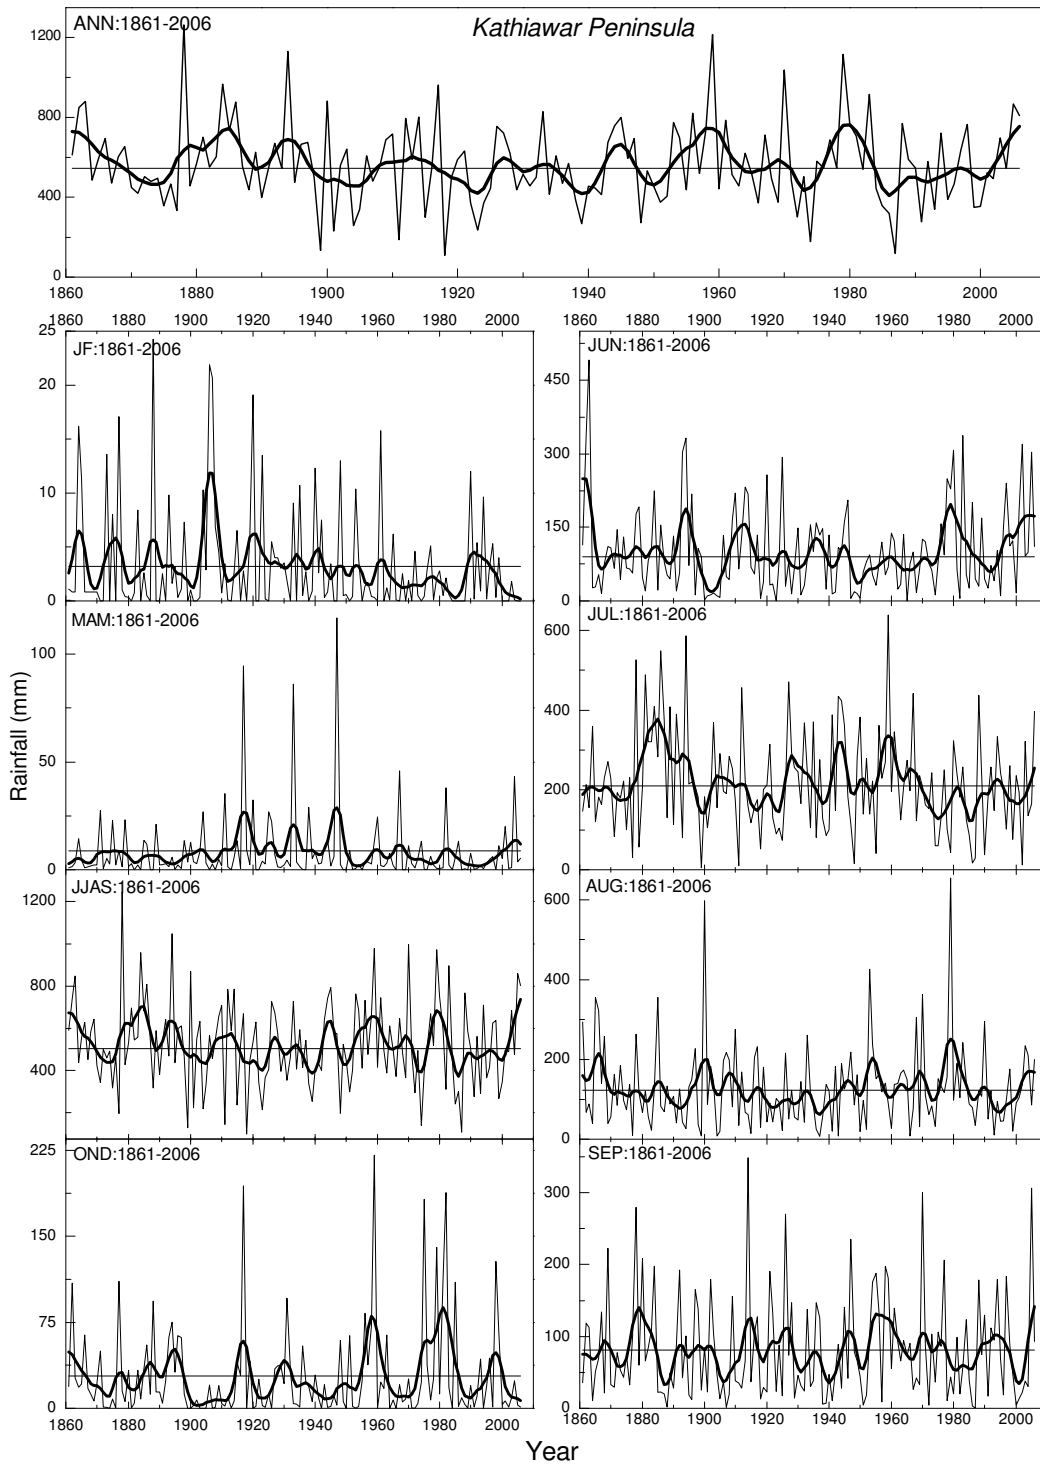 ANN:1861-2006
Kathiawar Peninsula
1200
800
400
0
1860 1880 1900 1920 1940 1960 1980 2000
1860 1880 1900 1920 1940 1960 1980 2000
1860 1880 1900 1920 1940 1960 1980 2000
JF:1861-2006
25
20
10
0
JUN:1861-2006
450
300
150
0
MAM:1861-2006
100
50
0
JUL:1861-2006
600
400
200
0
Rainfall (mm)
JJAS:1861-2006
1200
800
400
AUG:1861-2006
600
400
200
0
OND:1861-2006
225
150
75
0
SEP:1861-2006
300
200
100
0
1860 1880 1900 1920 1940 1960 1980 2000
1860 1880 1900 1920 1940 1960 1980 2000
Year